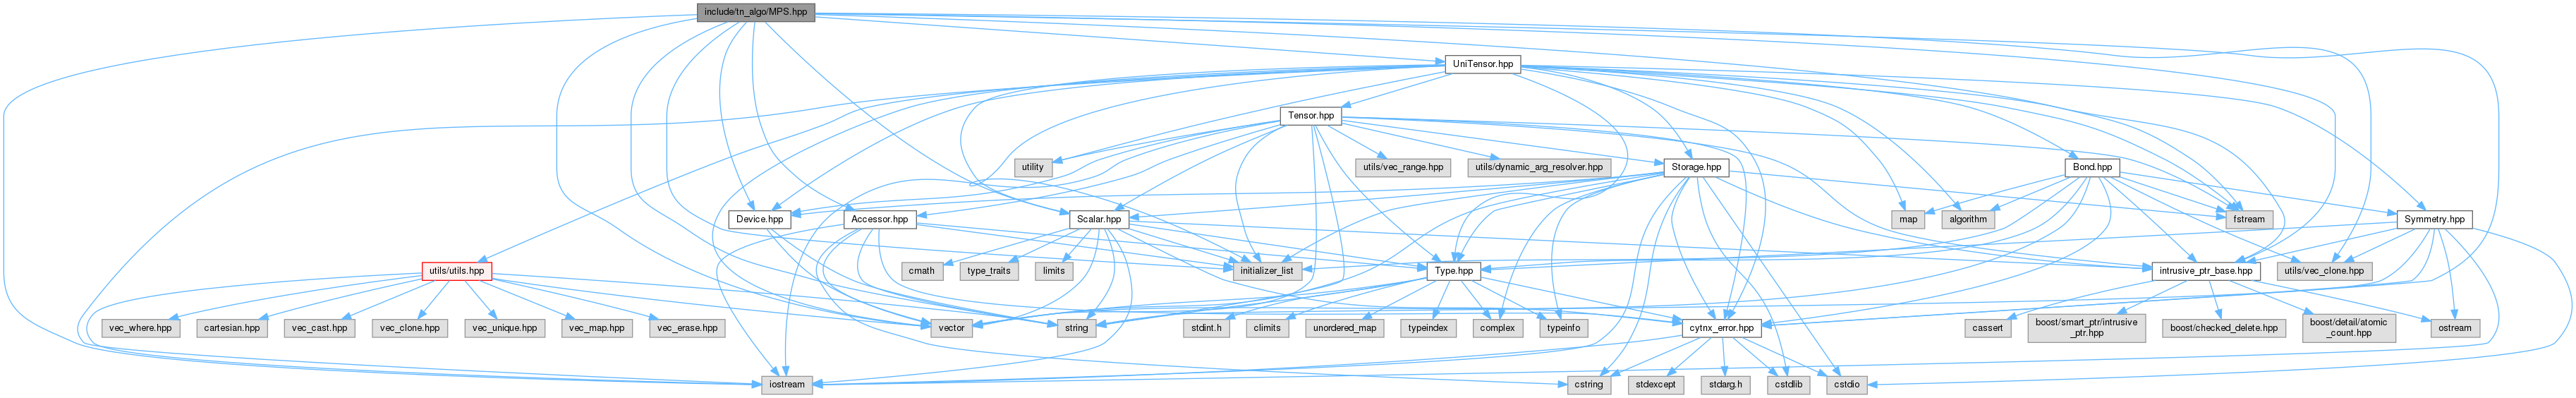 include/tn_algo/MPS.hpp
UniTensor.hpp
Tensor.hpp
utility
utils/vec_range.hpp
utils/dynamic_arg_resolver.hpp
Storage.hpp
Bond.hpp
Device.hpp
Accessor.hpp
Scalar.hpp
map
algorithm
fstream
Symmetry.hpp
utils/utils.hpp
cmath
type_traits
limits
initializer_list
Type.hpp
intrusive_ptr_base.hpp
utils/vec_clone.hpp
vec_where.hpp
cartesian.hpp
vec_cast.hpp
vec_clone.hpp
vec_unique.hpp
vec_map.hpp
vec_erase.hpp
vector
string
stdint.h
climits
unordered_map
typeindex
complex
typeinfo
cytnx_error.hpp
cassert
boost/smart_ptr/intrusive
_ptr.hpp
boost/checked_delete.hpp
boost/detail/atomic
_count.hpp
ostream
iostream
cstring
stdexcept
stdarg.h
cstdlib
cstdio